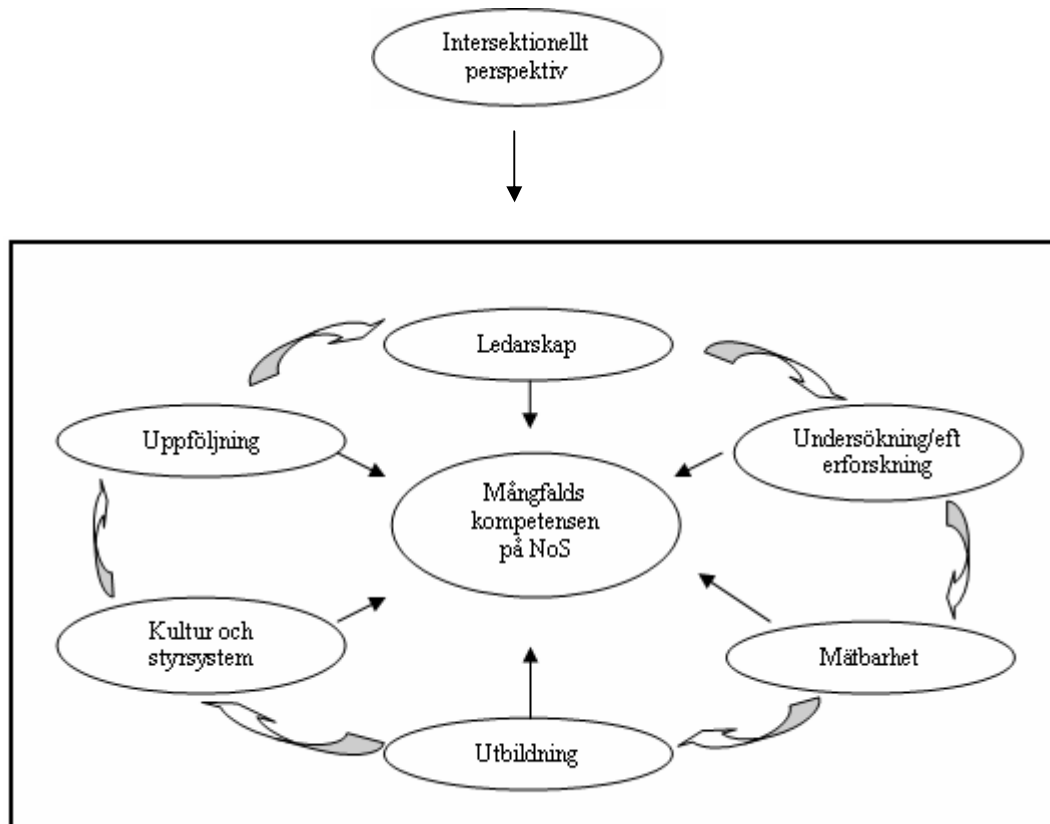 Intersektionellt
perspektiv
Ledarskap
Uppföljning
Undersökning/eft
erforskning
Mångfalds
kompetensen
på NoS
Kultur och
styrsystem
Mätbarhet
Utbildning